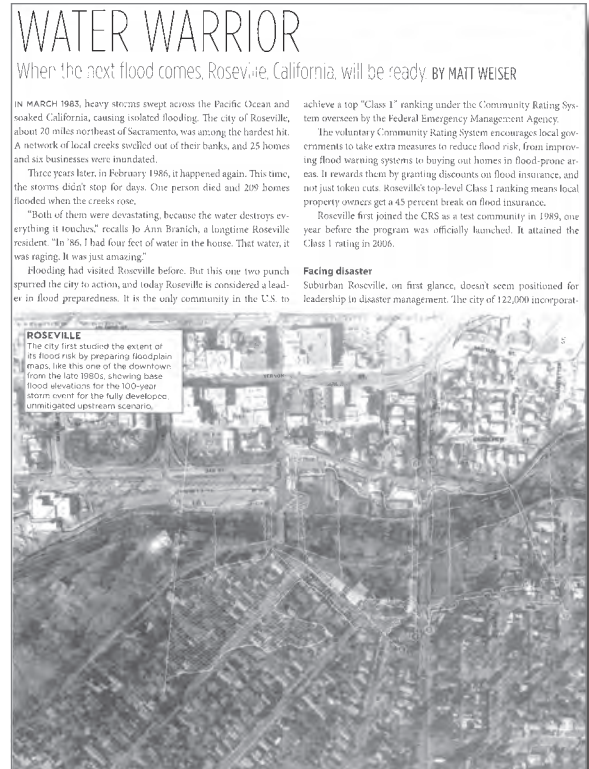 WATER WARRIOR
When the next flood comes, Roseville, California, will be ready. BY MATT WEISER
IN MARCH 1983, heavy storms swept across the Pacific Ocean and
soaked California, causing isolated flooding. The city of Roseville,
about 20 miles northeast of Sacramento, was among the hardest hit.
A network of local creeks swelled out of their banks, and 25 homes
and six businesses were inundated.
Three years later, in February 1986, it happened again. This time,
the storms didn't stop for days. One person died and 209 homes
flooded when the creeks rose.
"Both of them were devastating, because the water destroys ev-
erything it touches," recalls Jo Ann Branich, a longtime Roseville
resident. "In '86, I had four feet of water in the house. That water, it
was raging. It was just amazing."
Flooding had visited Roseville before. But this one two punch
spurred the city to action, and today Roseville is considered a lead-
er in flood preparedness. It is the only community in the U.S. to
achieve a top "Class 1" ranking under the Community Rating Sys-
tem overseen by the Federal Emergency Management Agency.
The voluntary Community Rating System encourages local gov-
ernments to take extra measures to reduce flood risk, from improv-
ing flood warning systems to buying out homes in flood-prone ar-
eas. It rewards them by granting discounts on flood insurance, and
not just token cuts. Roseville's top-level Class 1 ranking means local
property owners get a 45 percent break on flood insurance.
Roseville first joined the CRS as a test community in 1989, one
year before the program was officially launched. It attained the
Class 1 rating in 2006.
Facing disaster
Suburban Roseville, on first glance, doesn't seem positioned for
leadership in disaster management. The city of 122,000 incorporat-
ROSEVILLE
The city first studied the extent of
its flood risk by preparing floodplain
maps, like this one of the downtown
from the late 1980s, showing base
flood elevations for the 100-year
storm event for the fully developed,
unmitigated upstream scenario.